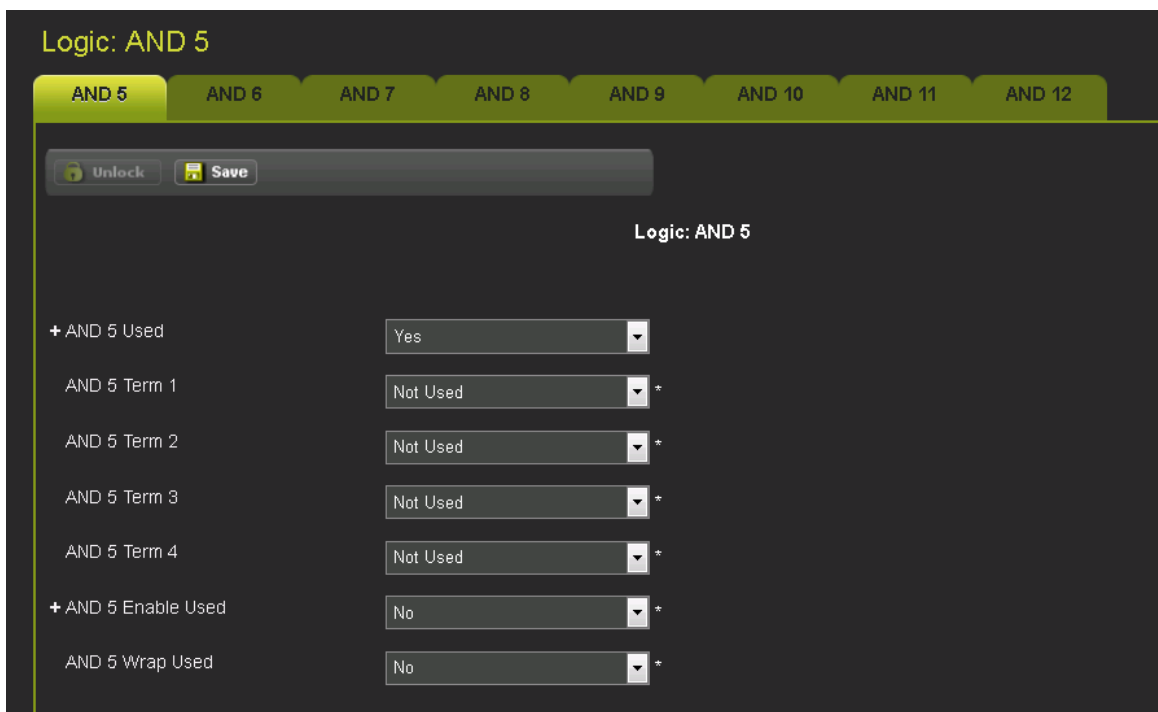 Logic: AND 5
AND 5 AND 6 AND 7 AND 8 AND 9 AND 10 AND 11 AND 12
Unlock Save
Logic: AND 5
+ AND 5 Used Yes
AND 5 Term 1 Not Used *
AND 5 Term 2 Not Used *
AND 5 Term 3 Not Used *
AND 5 Term 4 Not Used *
+ AND 5 Enable Used No *
AND 5 Wrap Used No *